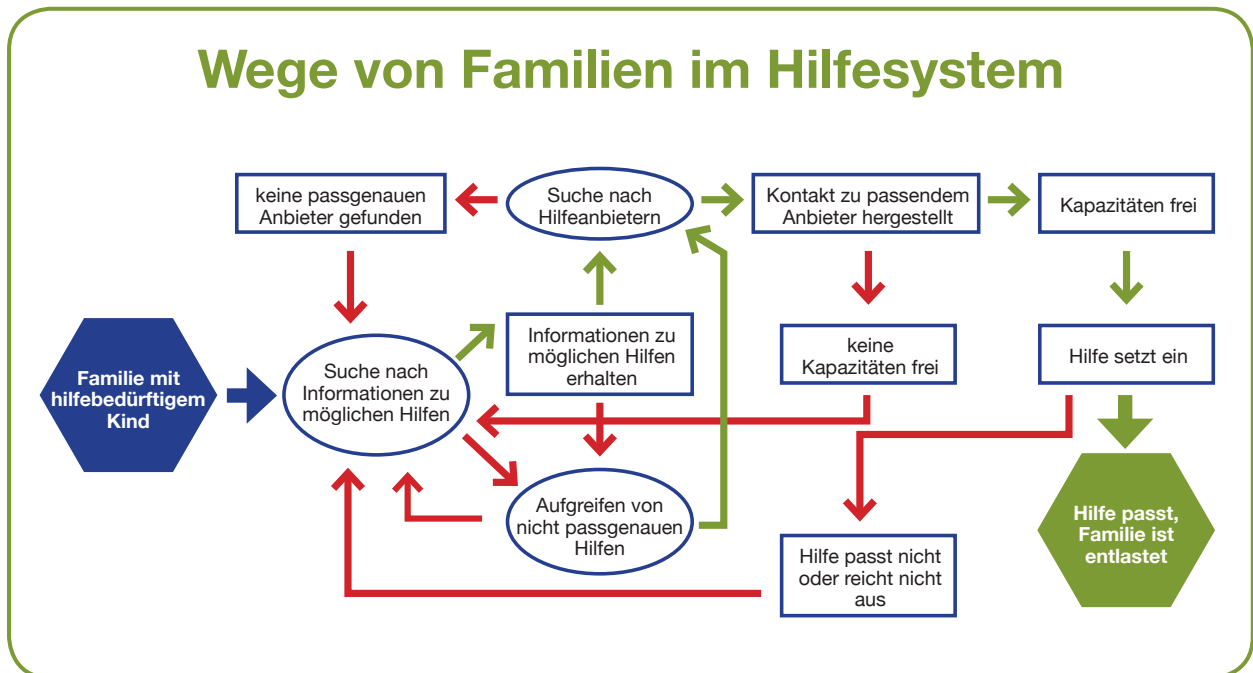 Wege von Familien im Hilfesystem
keine passgenauen
Anbieter gefunden
Suche nach
Hilfeanbietern
Kontakt zu passendem
Anbieter hergestellt
Kapazitäten frei
Familie mit
hilfebedürftigem
Kind
Suche nach
Informationen zu
möglichen Hilfen
Informationen zu
möglichen Hilfen
erhalten
keine
Kapazitäten frei
Hilfe setzt ein
Aufgreifen von
nicht passgenauen
Hilfen
Hilfe passt nicht
oder reicht nicht
aus
Hilfe passt,
Familie ist
entlastet